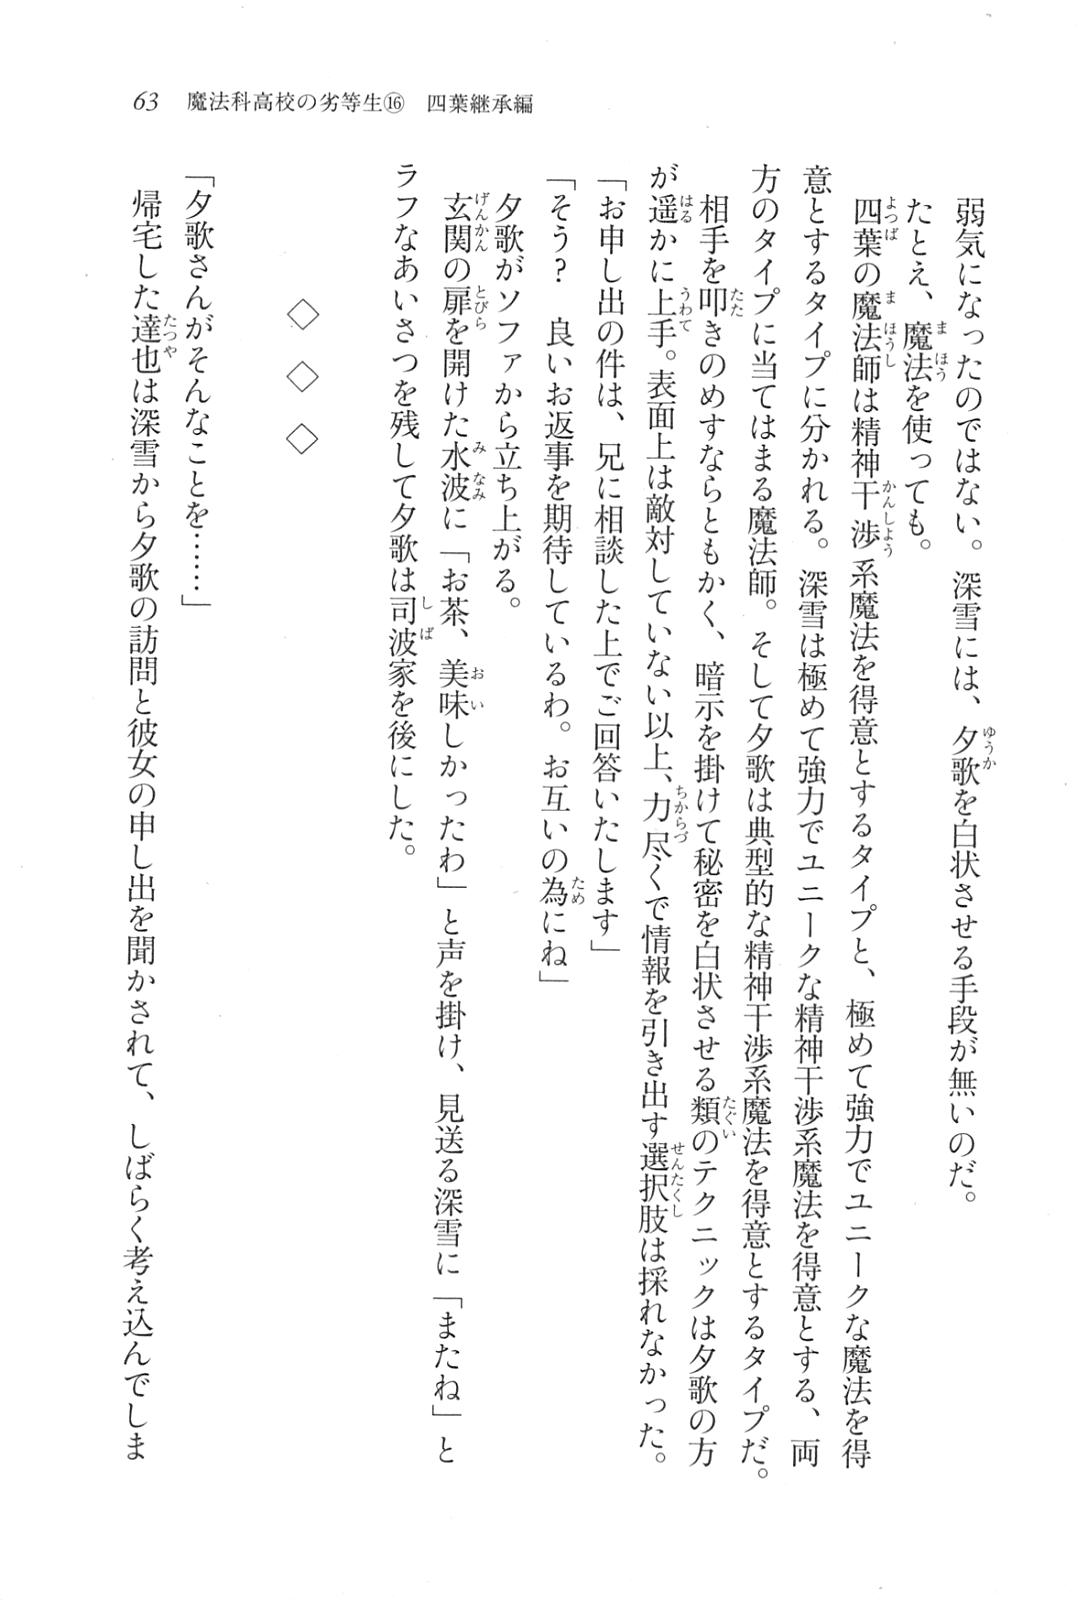 63　魔法科高校の劣等生⑯　四葉継承編
弱気になったのではない。深雪には、夕歌を白状させる手段が無いのだ。
たとえ、魔法を使っても。
四葉の魔法師は精神干渉系魔法を得意とするタイプと、極めて強力でユニークな魔法を得
意とするタイプに分かれる。深雪は極めて強力でユニークな精神干渉系魔法を得意とする、両
方のタイプに当てはまる魔法師。そして夕歌は典型的な精神干渉系魔法を得意とするタイプだ。
相手を叩きのめすならともかく、暗示を掛けて秘密を白状させる類のテクニックは夕歌の方
が遥かに上手。表面上は敵対していない以上、力尽くで情報を引き出す選択肢は採れなかった。
「お申し出の件は、兄に相談した上でご回答いたします」
「そう？　良いお返事を期待しているわ。お互いの為にね」
夕歌がソファから立ち上がる。
玄関の扉を開けた水波に「お茶、美味しかったわ」と声を掛け、見送る深雪に「またね」と
ラフなあいさつを残して夕歌は司波家を後にした。
◇　◇　◇
「夕歌さんがそんなことを……」
帰宅した達也は深雪から夕歌の訪問と彼女の申し出を聞かされて、しばらく考え込んでしま